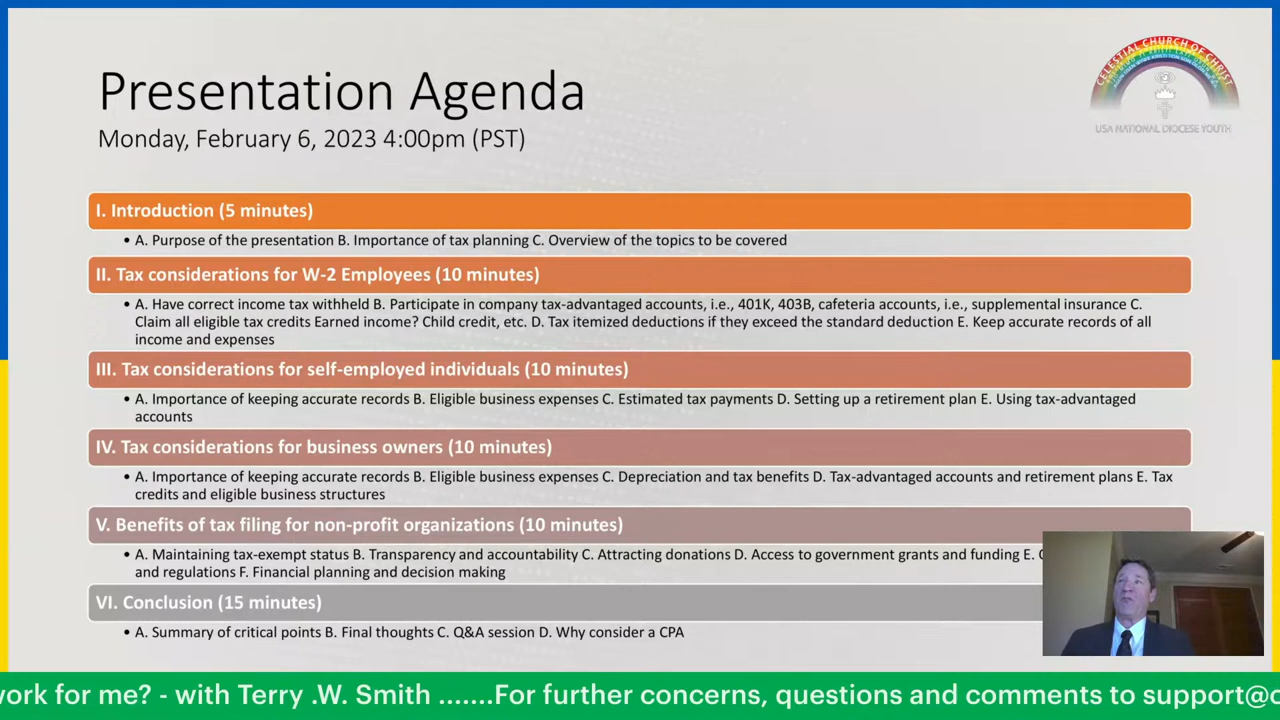 CELESTIAL CHURCH OF CHRIST
USA NATIONAL DIOCESE YOUTH
Presentation Agenda
Monday, February 6, 2023 4:00pm (PST)
I. Introduction (5 minutes)
• A. Purpose of the presentation B. Importance of tax planning C. Overview of the topics to be covered
II. Tax considerations for W-2 Employees (10 minutes)
• A. Have correct income tax withheld B. Participate in company tax-advantaged accounts, i.e., 401K, 403B, cafeteria accounts, i.e., supplemental insurance C.
Claim all eligible tax credits Earned income? Child credit, etc. D. Tax itemized deductions if they exceed the standard deduction E. Keep accurate records of all
income and expenses
III. Tax considerations for self-employed individuals (10 minutes)
• A. Importance of keeping accurate records B. Eligible business expenses C. Estimated tax payments D. Setting up a retirement plan E. Using tax-advantaged
accounts
IV. Tax considerations for business owners (10 minutes)
• A. Importance of keeping accurate records B. Eligible business expenses C. Depreciation and tax benefits D. Tax-advantaged accounts and retirement plans E. Tax
credits and eligible business structures
V. Benefits of tax filing for non-profit organizations (10 minutes)
• A. Maintaining tax-exempt status B. Transparency and accountability C. Attracting donations D. Access to government grants and funding E.
and regulations F. Financial planning and decision making
VI. Conclusion (15 minutes)
• A. Summary of critical points B. Final thoughts C. Q&A session D. Why consider a CPA
work for me? - with Terry .W. Smith .......For further concerns, questions and comments to support@